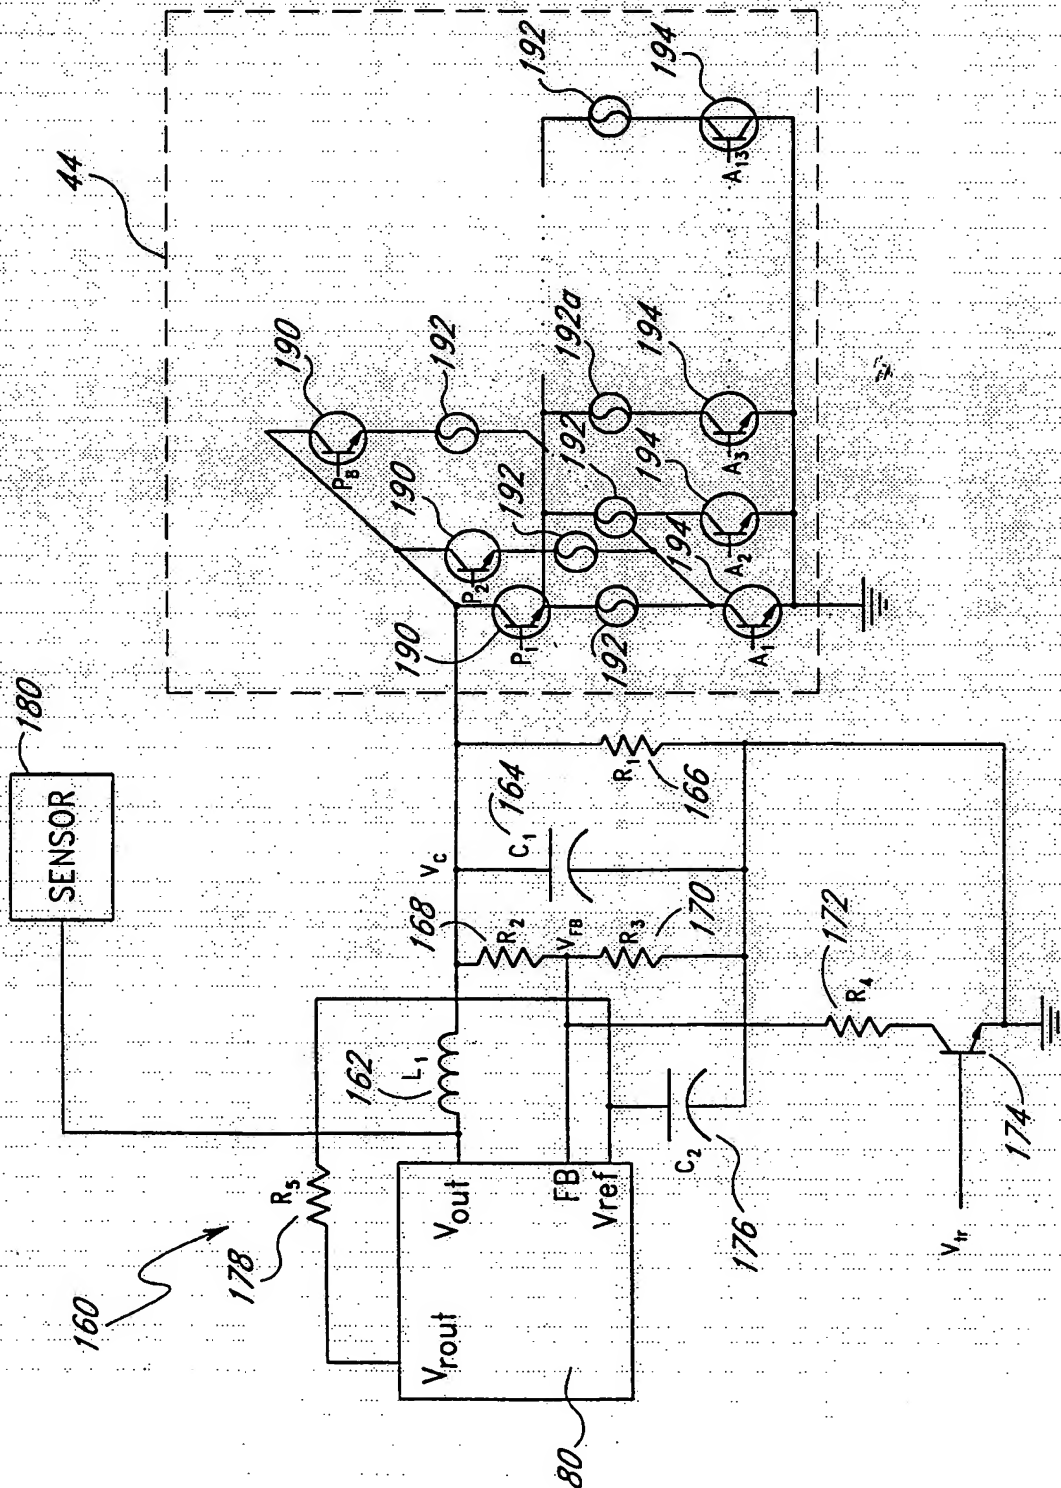 44
192
194
190
192
192a
194
190
192
192
194
194
190
192
P8
P2
P1
A1
A2
A3
A13
180
SENSOR
VC
C1
164
R1
166
168
R2
VFB
R3
170
172
R4
162
L1
R5
178
160
Vout
FB
Vref
Vrout
80
C2
176
174
Vtr